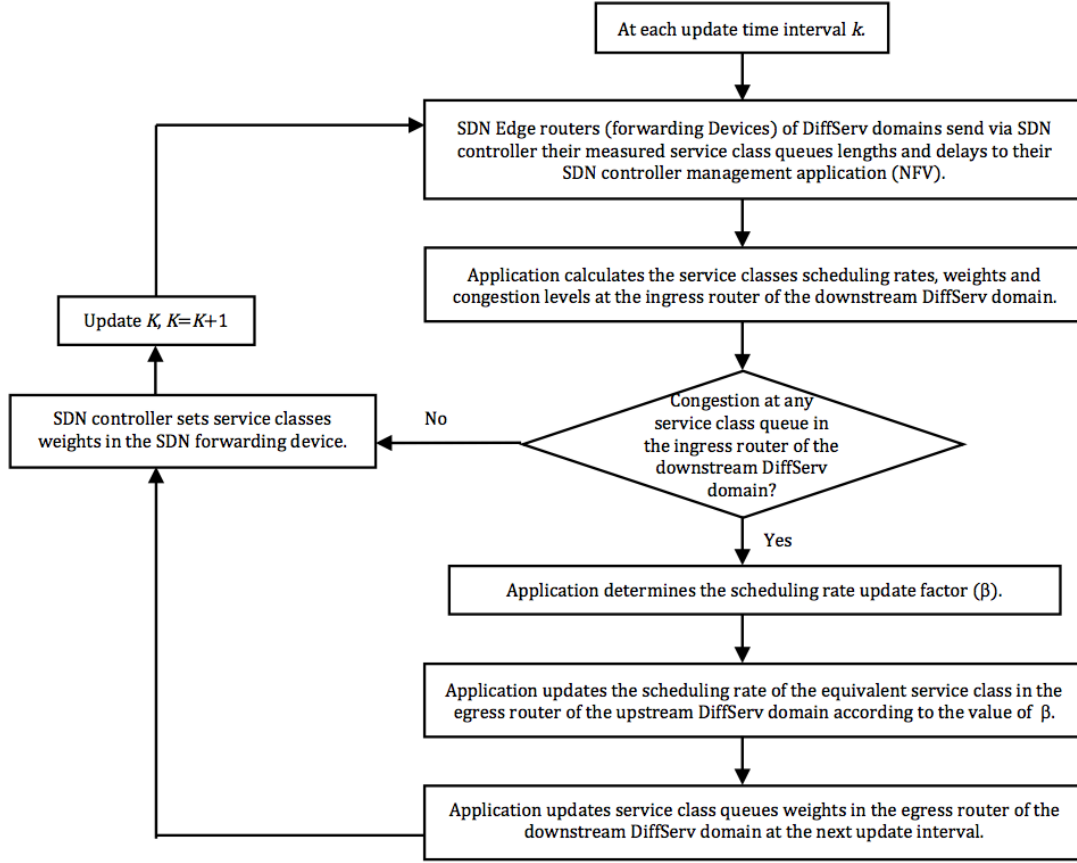 At each update time interval k.
SDN Edge routers (forwarding Devices) of DiffServ domains send via SDN
controller their measured service class queues lengths and delays to their
SDN controller management application (NFV).
Application calculates the service classes scheduling rates, weights and
congestion levels at the ingress router of the downstream DiffServ domain.
Update K, K=K+1
Congestion at any
service class queue in
the ingress router of the
downstream DiffServ
domain?
No
SDN controller sets service classes
weights in the SDN forwarding device.
Yes
Application determines the scheduling rate update factor (β).
Application updates the scheduling rate of the equivalent service class in the
egress router of the upstream DiffServ domain according to the value of β.
Application updates service class queues weights in the egress router of the
downstream DiffServ domain at the next update interval.